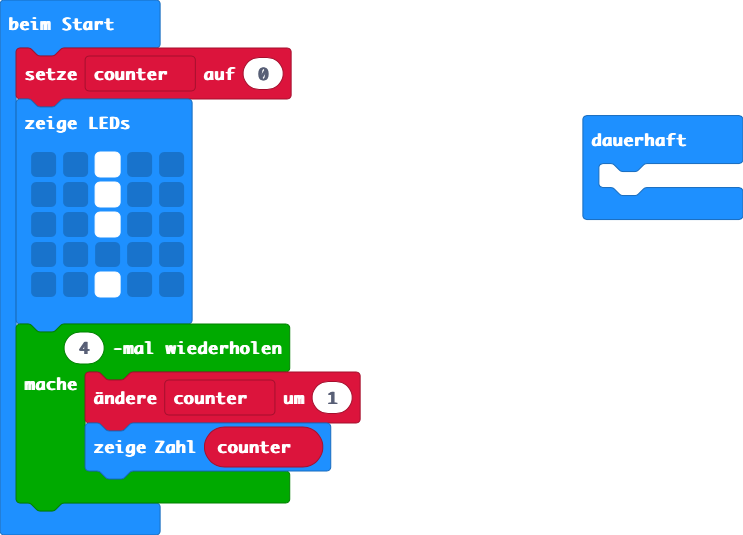 beim Start
setze counter auf 0
zeige LEDs
dauerhaft
4 -mal wiederholen
mache
ändere counter um 1
zeige Zahl counter